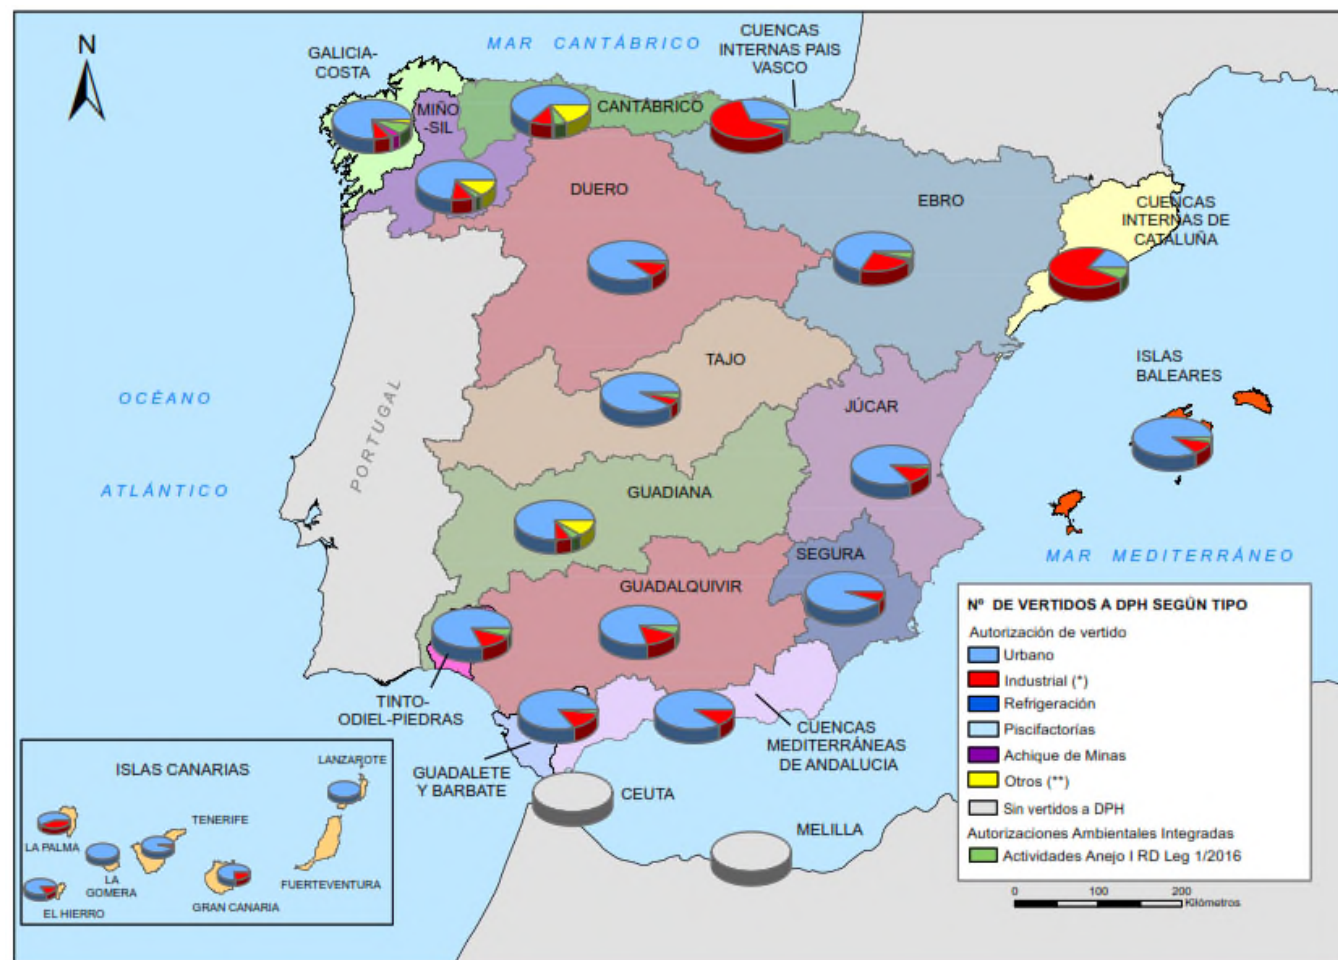 N
MAR CANTÁBRICO
CUENCAS
INTERNAS PAIS
VASCO
GALICIA-
COSTA
MIÑO
-SIL
CANTÁBRICO
DUERO
EBRO
CUENCAS
INTERNAS DE
CATALUÑA
TAJO
ISLAS
BALEARES
OCÉANO
ATLÁNTICO
PORTUGAL
JÚCAR
GUADIANA
SEGURA
MAR MEDITERRÁNEO
GUADALQUIVIR
TINTO-
ODIEL-PIEDRAS
GUADALETE
Y BARBATE
CUENCAS
MEDITERRÁNEAS
DE ANDALUCIA
CEUTA
MELILLA
ISLAS CANARIAS
LANZAROTE
TENERIFE
LA PALMA
LA
GOMERA
EL HIERRO
GRAN CANARIA
FUERTEVENTURA
Nº DE VERTIDOS A DPH SEGÚN TIPO
Autorización de vertido
Urbano
Industrial (*)
Refrigeración
Piscifactorías
Achique de Minas
Otros (**)
Sin vertidos a DPH
Autorizaciones Ambientales Integradas
Actividades Anejo I RD Leg 1/2016
0 100 200
Kilómetros